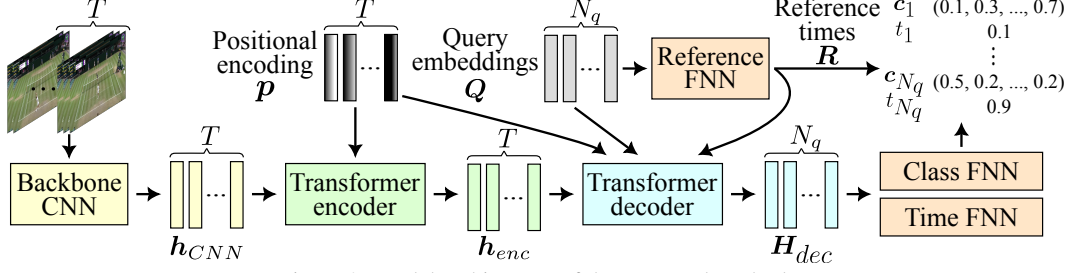 T
T
N_q
Reference times
R
c_1 (0.1, 0.3, ..., 0.7)
t_1 0.1
⋮
c_{N_q} (0.5, 0.2, ..., 0.2)
t_{N_q} 0.9
Positional encoding
p
...
Query embeddings
Q
...
Reference FNN
...
T
T
N_q
Backbone CNN
...
h_{CNN}
Transformer encoder
...
h_{enc}
Transformer decoder
...
H_{dec}
Class FNN
Time FNN